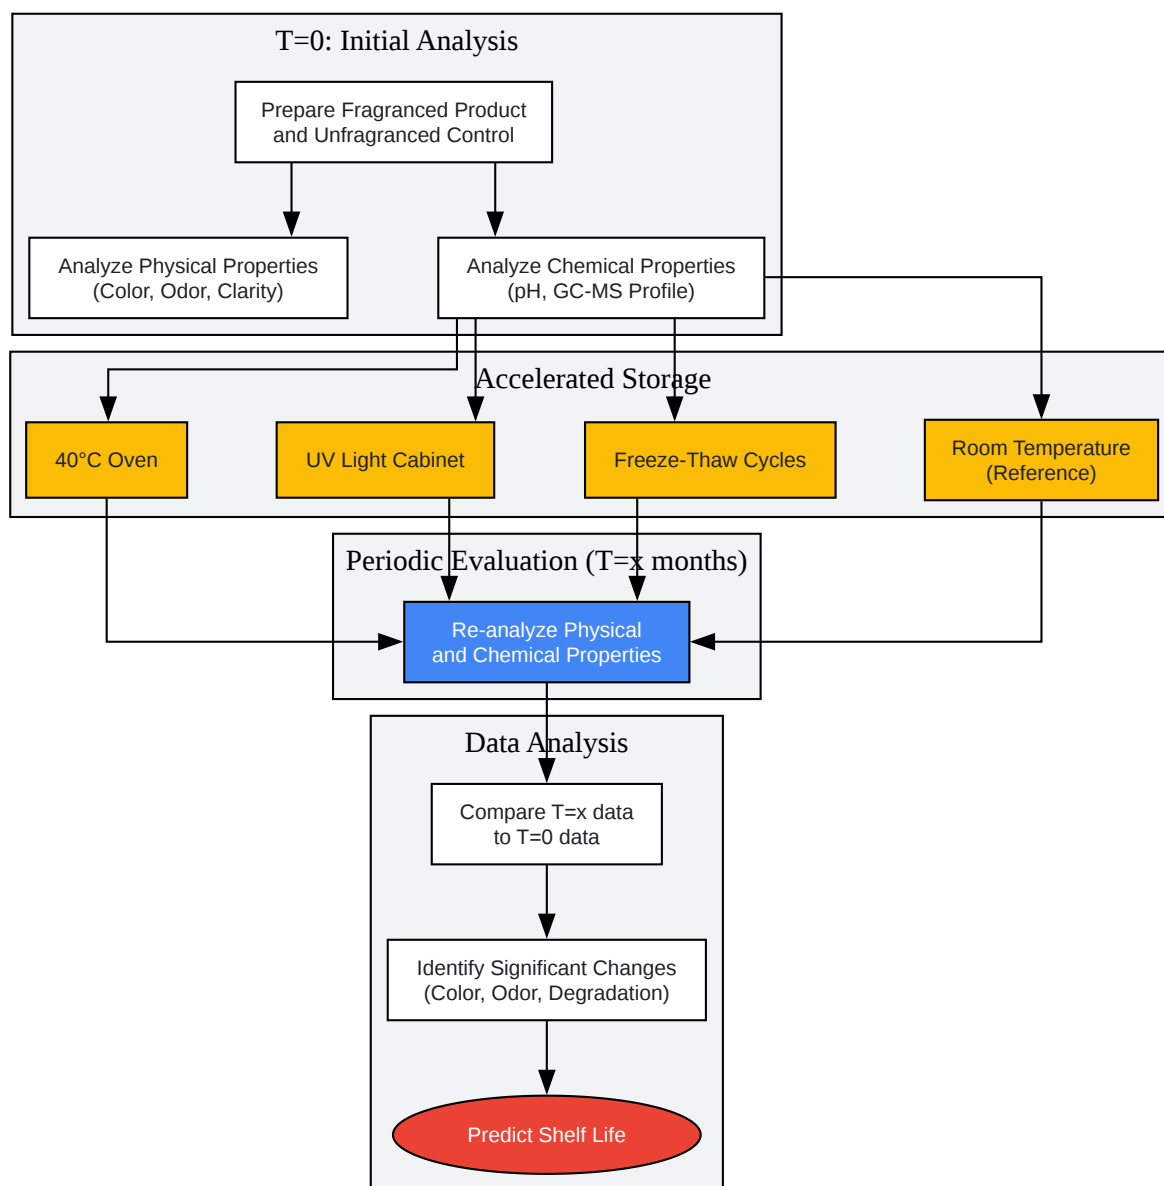 T=0: Initial Analysis
Prepare Fragranced Product
and Unfragranced Control
Analyze Physical Properties
(Color, Odor, Clarity)
Analyze Chemical Properties
(pH, GC-MS Profile)
Accelerated Storage
40°C Oven
UV Light Cabinet
Freeze-Thaw Cycles
Room Temperature
(Reference)
Periodic Evaluation (T=x months)
Re-analyze Physical
and Chemical Properties
Data Analysis
Compare T=x data
to T=0 data
Identify Significant Changes
(Color, Odor, Degradation)
Predict Shelf Life